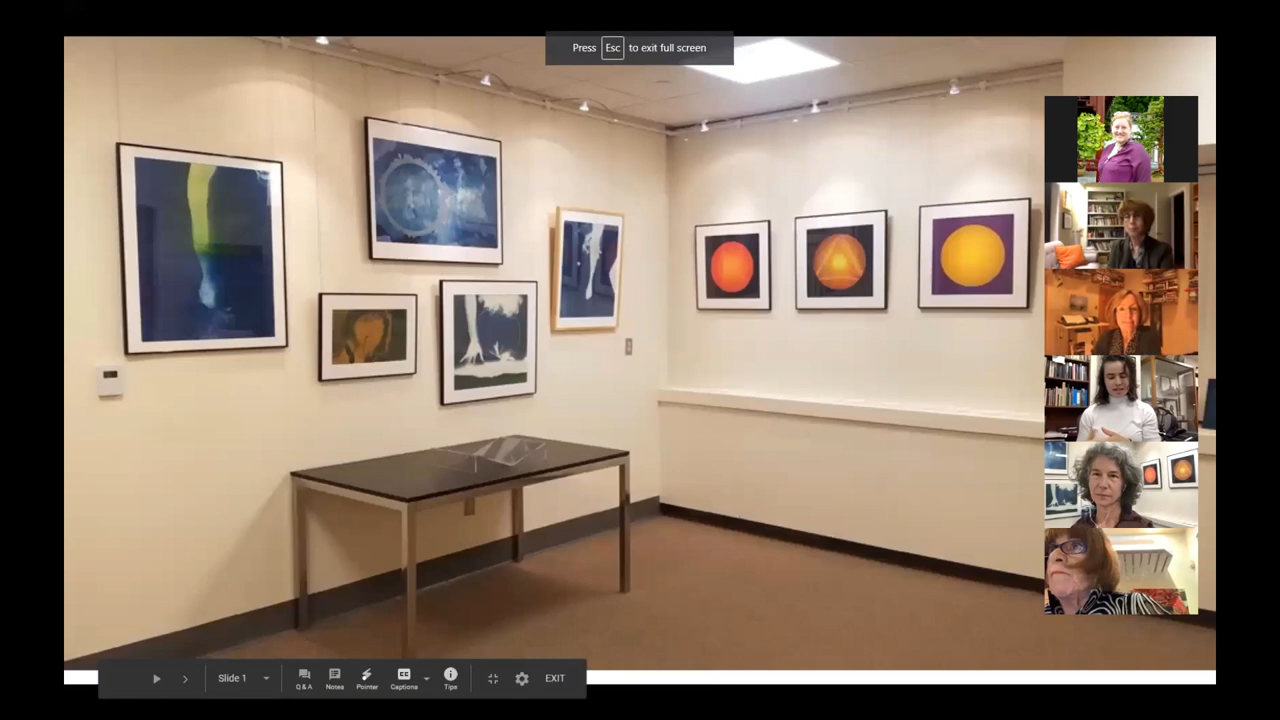 Press Esc to exit full screen
Slide 1
Q & A
Notes
Pointer
Captions
Tips
EXIT